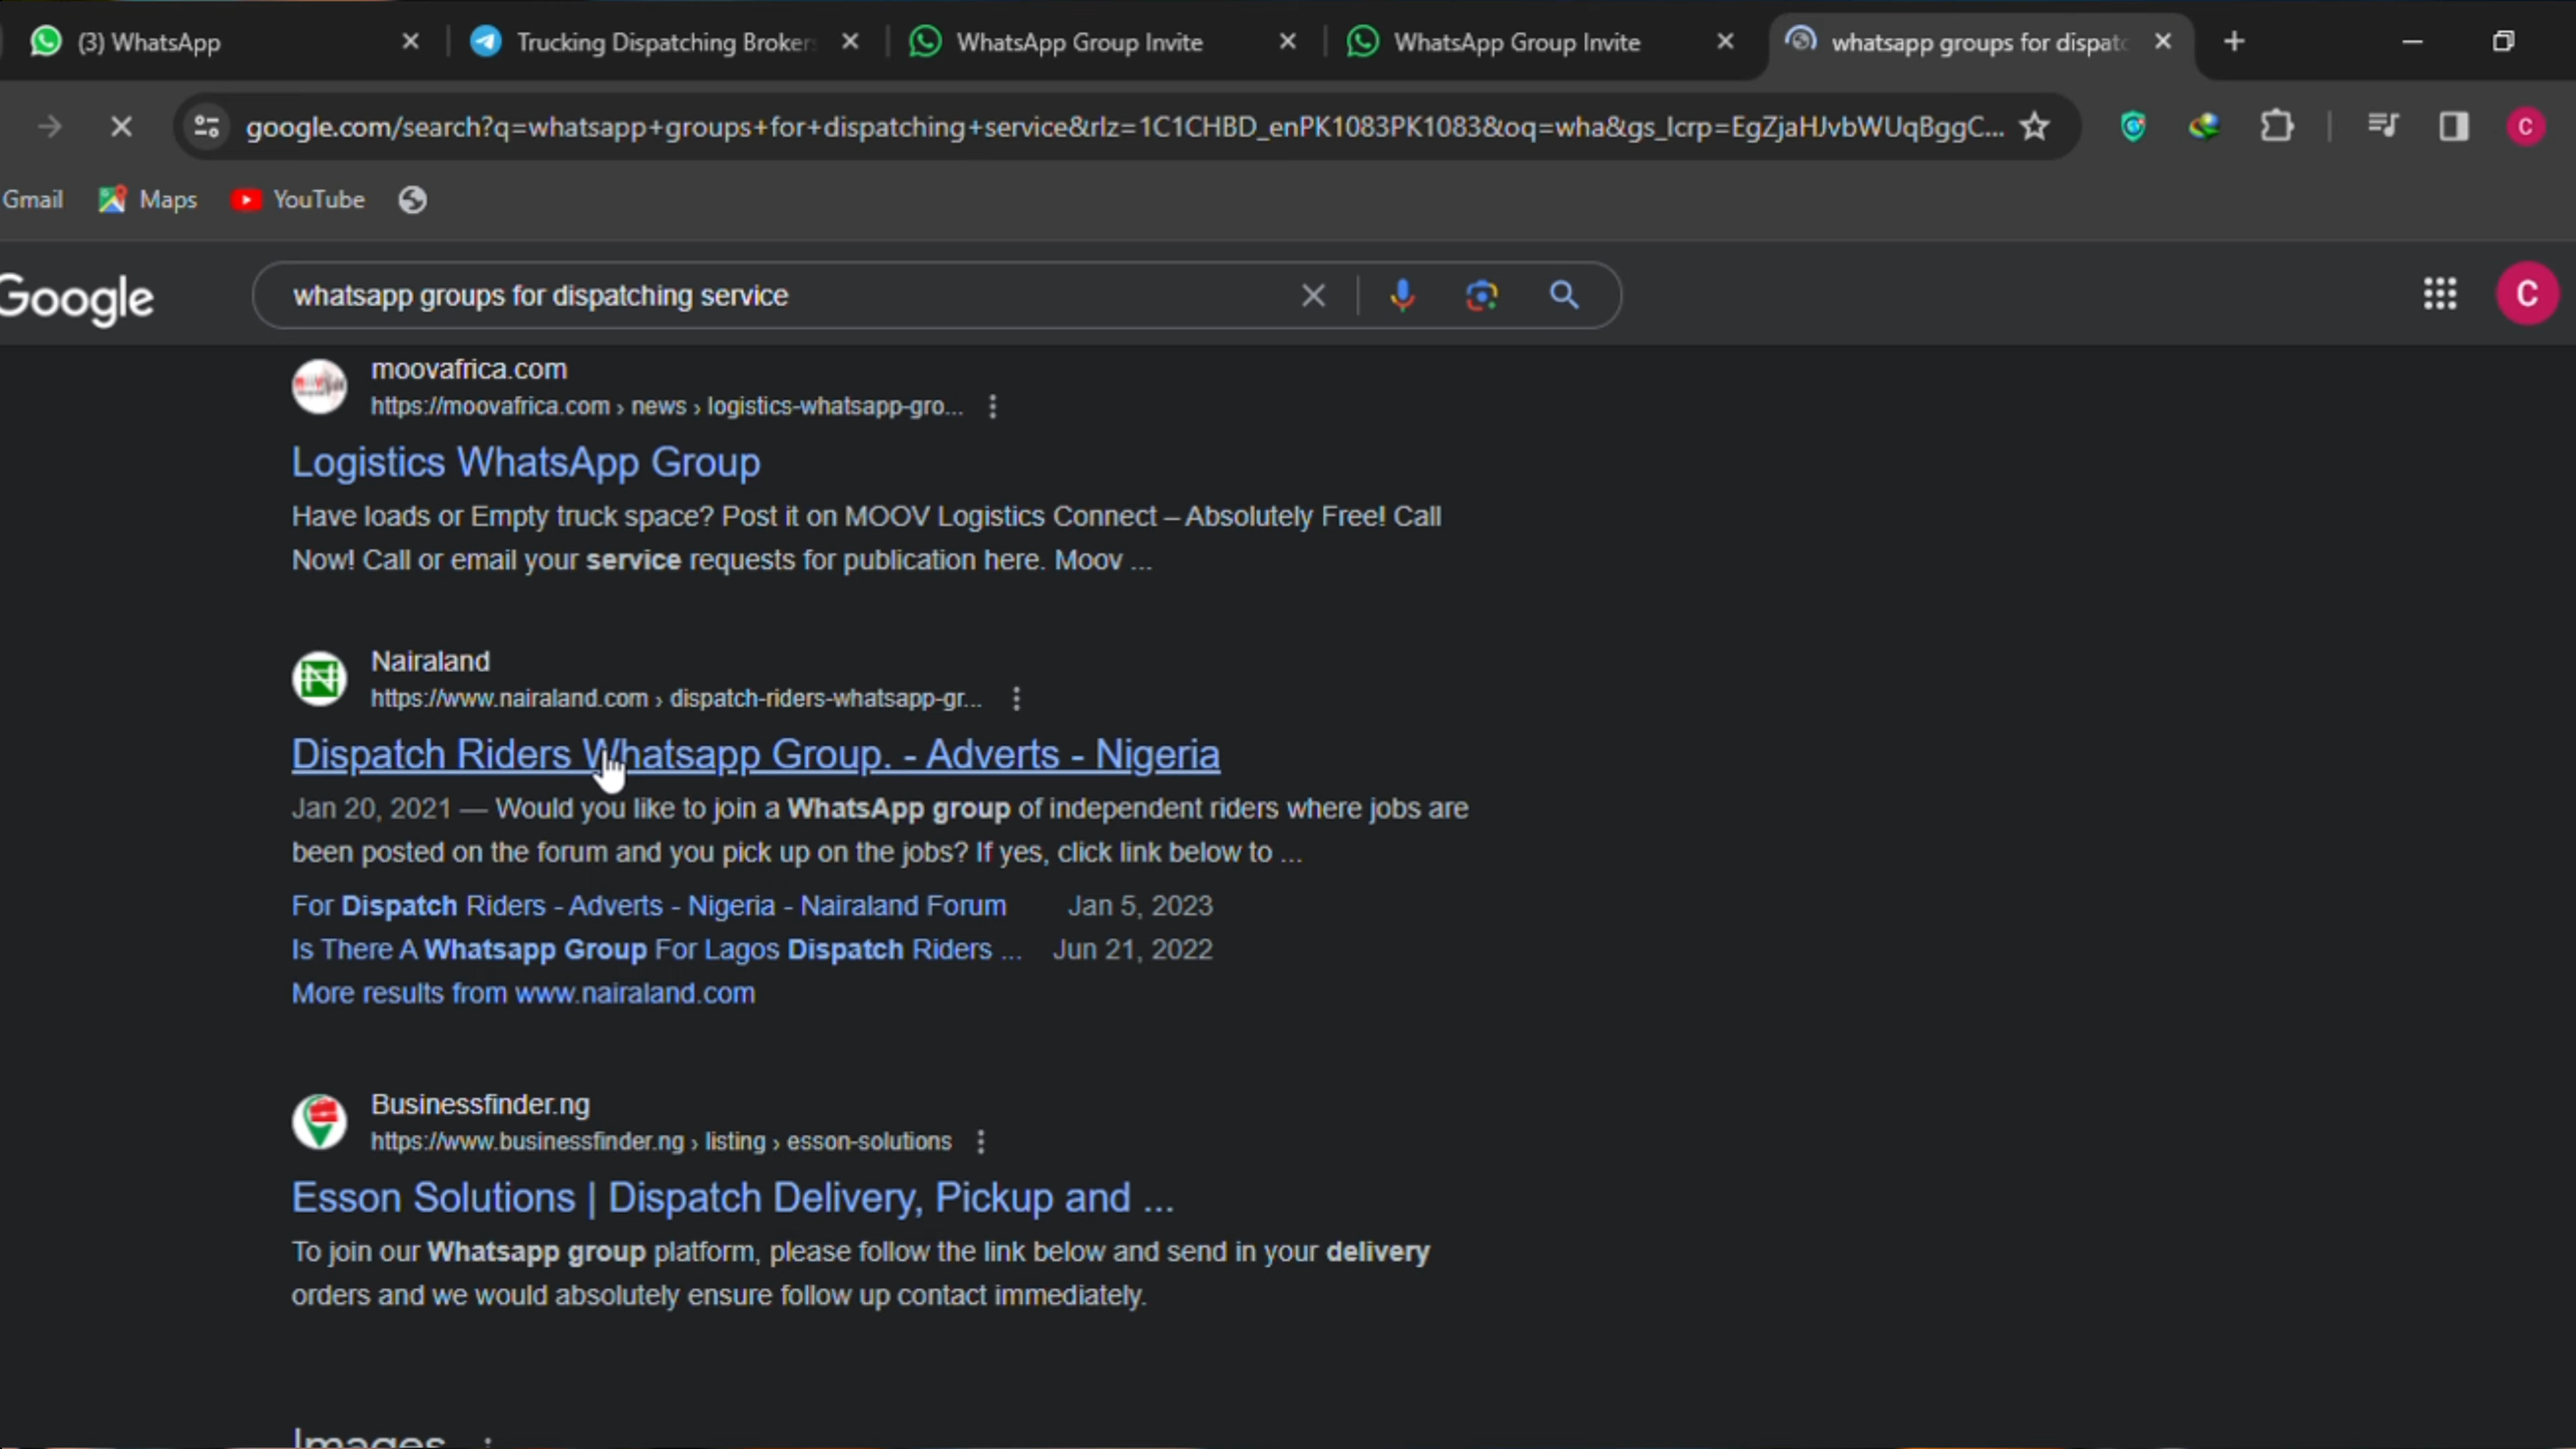 (3) WhatsApp
Trucking Dispatching Broker
WhatsApp Group Invite
WhatsApp Group Invite
whatsapp groups for dispatc
google.com/search?q=whatsapp+groups+for+dispatching+service&rlz=1C1CHBD_enPK1083PK1083&oq=wha&gs_lcrp=EgZjaHJvbWUqBggC...
C
Gmail
Maps
YouTube
Google
whatsapp groups for dispatching service
C
moovafrica.com
https://moovafrica.com › news › logistics-whatsapp-gro...
Logistics WhatsApp Group
Have loads or Empty truck space? Post it on MOOV Logistics Connect – Absolutely Free! Call
Now! Call or email your service requests for publication here. Moov ...
Nairaland
https://www.nairaland.com › dispatch-riders-whatsapp-gr...
Dispatch Riders Whatsapp Group. - Adverts - Nigeria
Jan 20, 2021 — Would you like to join a WhatsApp group of independent riders where jobs are
been posted on the forum and you pick up on the jobs? If yes, click link below to ...
For Dispatch Riders - Adverts - Nigeria - Nairaland Forum Jan 5, 2023
Is There A Whatsapp Group For Lagos Dispatch Riders ... Jun 21, 2022
More results from www.nairaland.com
Businessfinder.ng
https://www.businessfinder.ng › listing › esson-solutions
Esson Solutions | Dispatch Delivery, Pickup and ...
To join our Whatsapp group platform, please follow the link below and send in your delivery
orders and we would absolutely ensure follow up contact immediately.
Images